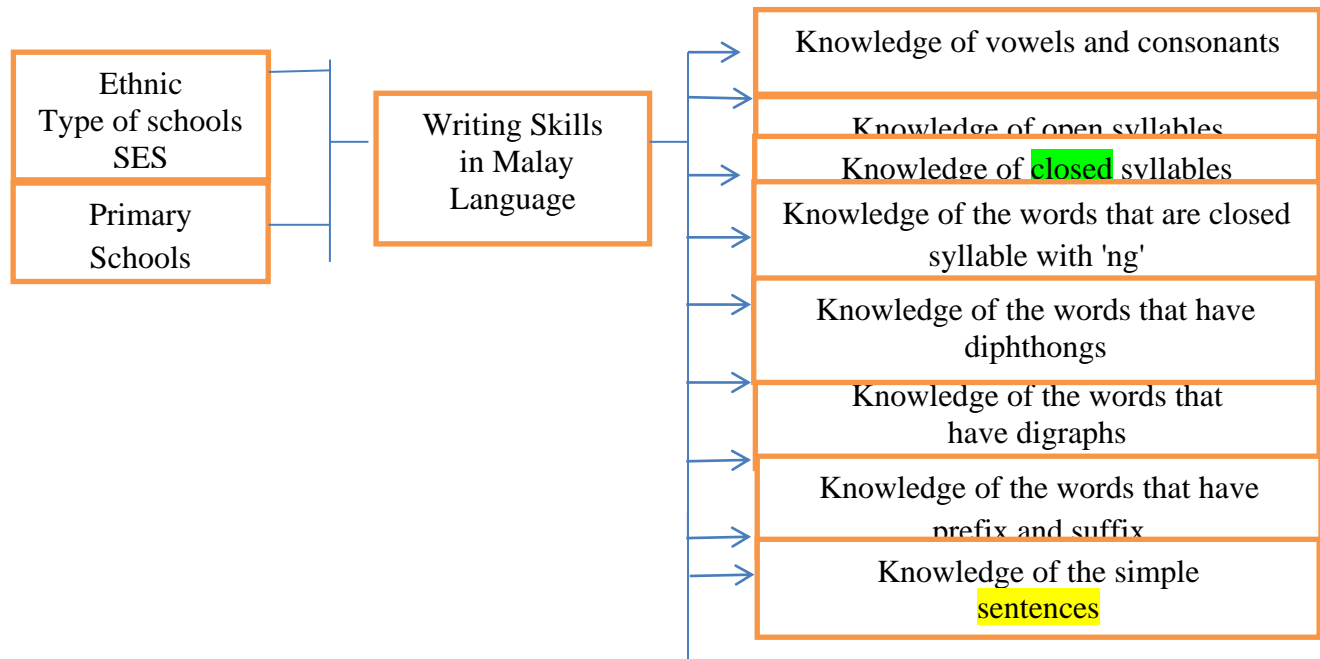 Ethnic
Type of schools
SES
Primary
Schools
Writing Skills
in Malay
Language
Knowledge of vowels and consonants
Knowledge of open syllables
Knowledge of closed syllables
Knowledge of the words that are closed
syllable with 'ng'
Knowledge of the words that have
diphthongs
Knowledge of the words that
have digraphs
Knowledge of the words that have
prefix and suffix
Knowledge of the simple
sentences